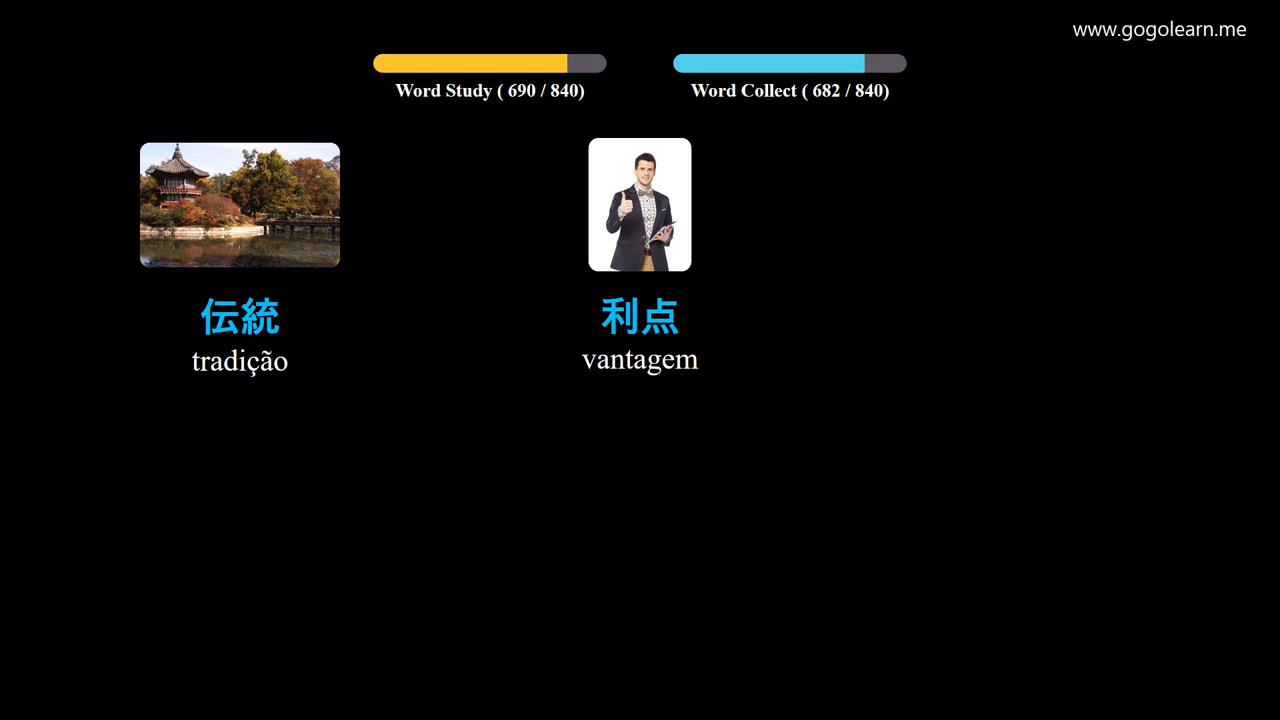 www.gogolearn.me
Word Study ( 690 / 840)
Word Collect ( 682 / 840)
伝統
tradição
利点
vantagem